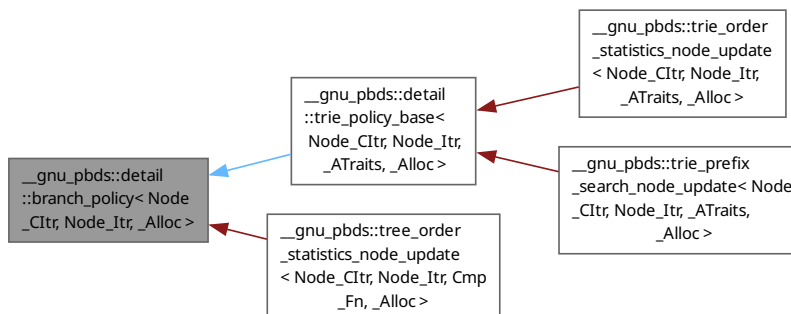 __gnu_pbds::detail
::branch_policy< Node
_CItr, Node_Itr, _Alloc >
__gnu_pbds::detail
::trie_policy_base<
Node_CItr, Node_Itr,
_ATraits, _Alloc >
__gnu_pbds::tree_order
_statistics_node_update
< Node_CItr, Node_Itr, Cmp
_Fn, _Alloc >
__gnu_pbds::trie_order
_statistics_node_update
< Node_CItr, Node_Itr,
_ATraits, _Alloc >
__gnu_pbds::trie_prefix
_search_node_update< Node
_CItr, Node_Itr, _ATraits,
_Alloc >